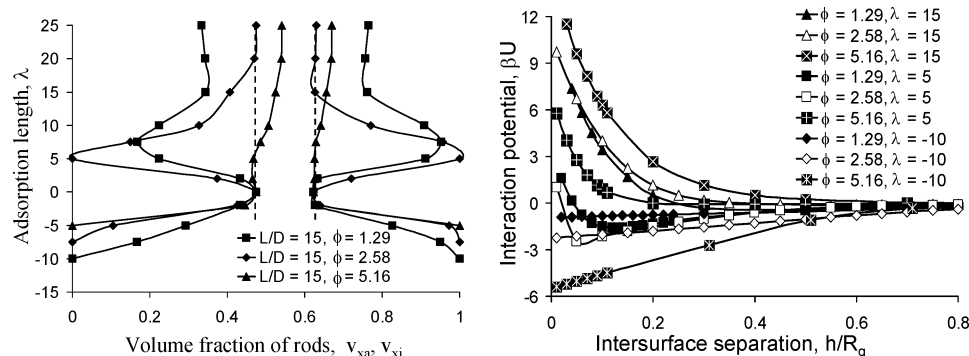 Adsorption length, λ
25
20
15
10
5
0
-5
-10
-15
0
0.2
0.4
0.6
0.8
1
L/D = 15, ϕ = 1.29
L/D = 15, ϕ = 2.58
L/D = 15, ϕ = 5.16
Volume fraction of rods, v_xa, v_xi
Interaction potential, βU
12
9
6
3
0
-3
-6
0
0.2
0.4
0.6
0.8
ϕ = 1.29, λ = 15
ϕ = 2.58, λ = 15
ϕ = 5.16, λ = 15
ϕ = 1.29, λ = 5
ϕ = 2.58, λ = 5
ϕ = 5.16, λ = 5
ϕ = 1.29, λ = -10
ϕ = 2.58, λ = -10
ϕ = 5.16, λ = -10
Intersurface separation, h/R_g